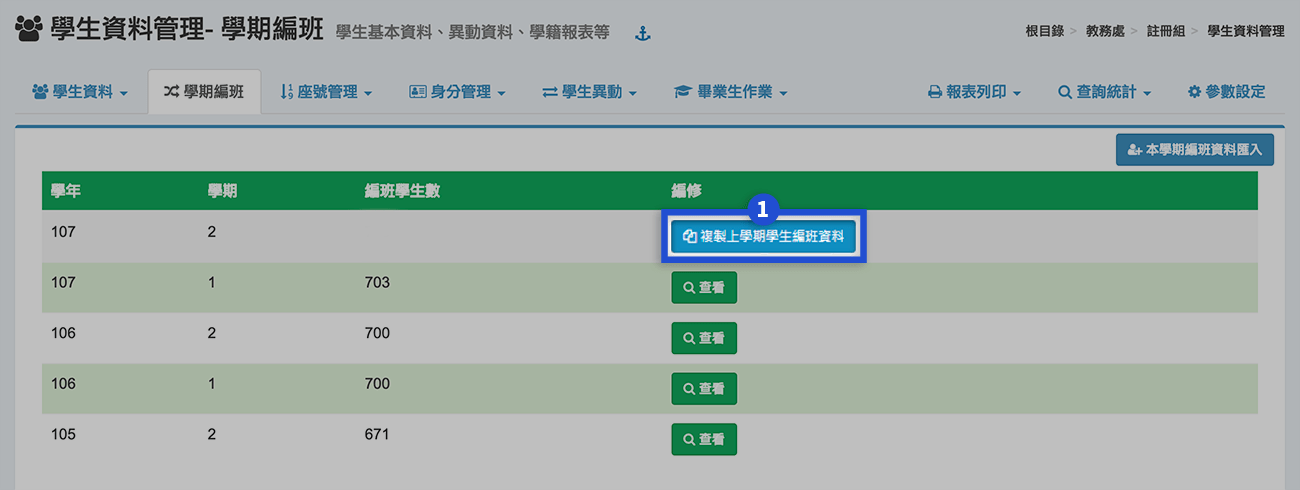 學生資料管理- 學期編班 學生基本資料、異動資料、學籍報表等
根目錄 > 教務處 > 註冊組 > 學生資料管理
學生資料 學期編班 座號管理 身分管理 學生異動 畢業生作業 報表列印 查詢統計 參數設定
本學期編班資料匯入
學年 學期 編班學生數 編修
1
107 2 複製上學期學生編班資料
107 1 703 查看
106 2 700 查看
106 1 700 查看
105 2 671 查看